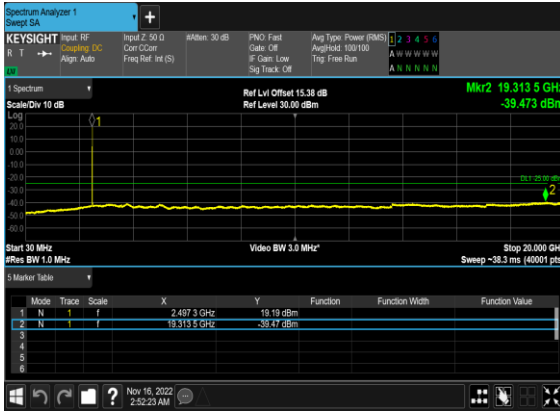 Spectrum Analyzer 1
Swept SA
+
KEYSIGHT Input: RF Input Z: 50 Ω #Atten: 30 dB PNO: Fast Avg Type: Power (RMS) 1 2 3 4 5 6
R T Coupling: DC Corr CCorr Gate: Off Avg|Hold: 100/100 A W W W W W
Align: Auto Freq Ref: Int (S) IF Gain: Low Trig: Free Run
Sig Track: Off A N N N N N
1 Spectrum Ref Lvl Offset 15.38 dB Mkr2 19.313 5 GHz
Scale/Div 10 dB Ref Level 30.00 dBm -39.473 dBm
Log
20.0
10.0
0.00
-10.0
-20.0
-30.0
-40.0
-50.0
-60.0
1
DL1 -25.00 dBm
2
Start 30 MHz Video BW 3.0 MHz* Stop 20.000 GH
#Res BW 1.0 MHz Sweep ~38.3 ms (40001 pts
5 Marker Table
Mode Trace Scale X Y Function Function Width Function Value
1 N 1 f 2.497 3 GHz 19.19 dBm
2 N 1 f 19.313 5 GHz -39.47 dBm
3
4
5
6
? Nov 16, 2022
2:52:23 AM